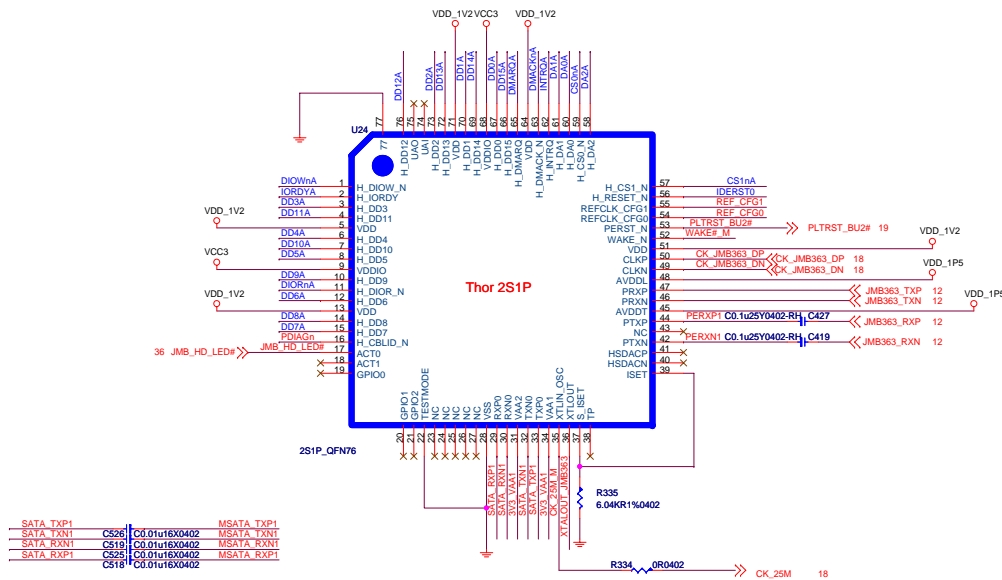 VDD_1V2 VCC3 VDD_1V2
DD12A DD2A DD13A DD1A DD14A DD0A DD15A DMARQA DMACKnA INTRQA DA1A DA0A CS0nA DA2A
77 76 75 74 73 72 71 70 69 68 67 66 65 64 63 62 61 60 59 58
U24
77 H_DD12 UAO UAI H_DD2 H_DD13 VDD H_DD1 H_DD14 VDDIO H_DD0 H_DD15 H_DMARQ VDD H_DMACK_N H_INTRQ H_DA1 H_DA0 H_CS0_N H_DA2
DIOWnA 1 H_DIOW_N
IORDYA 2 H_IORDY
DD3A 3 H_DD3
DD11A 4 H_DD11
VDD_1V2 5 VDD
DD4A 6 H_DD4
DD10A 7 H_DD10
DD5A 8 H_DD5
VCC3 9 VDDIO
DD9A 10 H_DD9
DIORnA 11 H_DIOR_N
DD6A 12 H_DD6
VDD_1V2 13 VDD
DD8A 14 H_DD8
DD7A 15 H_DD7
PDIAGn 16 H_CBLID_N
36 JMB_HD_LED# JMB_HD_LED# 17 ACT0
18 ACT1
19 GPIO0
Thor 2S1P
H_CS1_N 57 CS1nA
H_RESET_N 56 IDERST0
REFCLK_CFG1 55 REF_CFG1
REFCLK_CFG0 54 REF_CFG0
PERST_N 53 PLTRST_BU2# PLTRST_BU2# 19
WAKE_N 52 WAKE#_M
VDD 51 VDD_1V2
CLKP 50 CK_JMB363_DP CK_JMB363_DP 18
CLKN 49 CK_JMB363_DN CK_JMB363_DN 18
AVDDL 48 VDD_1P5
PRXP 47 JMB363_TXP 12
PRXN 46 JMB363_TXN 12
AVDDT 45 VDD_1P5
PTXP 44 PERXP1 C0.1u25Y0402-RH C427 JMB363_RXP 12
NC 43
PTXN 42 PERXN1 C0.1u25Y0402-RH C419 JMB363_RXN 12
HSDACP 41
HSDACN 40
ISET 39
GPIO1 GPIO2 TESTMODE NC NC NC NC NC VSS RXP0 RXN0 VAA2 TXN0 TXP0 VAA1 XTLIN_OSC XTLOUT S_ISET TP
20 21 22 23 24 25 26 27 28 29 30 31 32 33 34 35 36 37 38
2S1P_QFN76
SATA_RXP1 SATA_RXN1 3V3_VAA1 SATA_TXN1 SATA_TXP1 3V3_VAA1 CK_25M_M XTALOUT_JMB363
R335
6.04KR1%0402
SATA_TXP1 C526 C0.01u16X0402 MSATA_TXP1
SATA_TXN1 C519 C0.01u16X0402 MSATA_TXN1
SATA_RXN1 C525 C0.01u16X0402 MSATA_RXN1
SATA_RXP1 C518 C0.01u16X0402 MSATA_RXP1
R334 0R0402 CK_25M 18